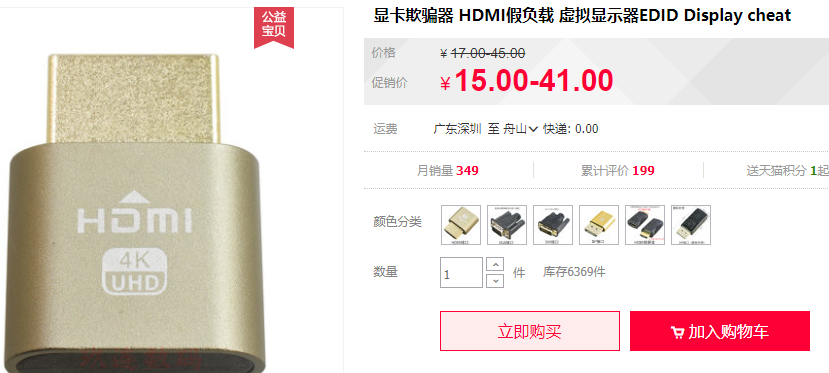 公益
宝贝
HDMI
4K
UHD
显卡欺骗器 HDMI假负载 虚拟显示器EDID Display cheat
价格 ¥ 17.00-45.00
促销价 ¥ 15.00-41.00
运费 广东深圳 至 舟山 快递: 0.00
月销量 349 累计评价 199 送天猫积分 1起
颜色分类
数量 1 件 库存6369件
立即购买 加入购物车